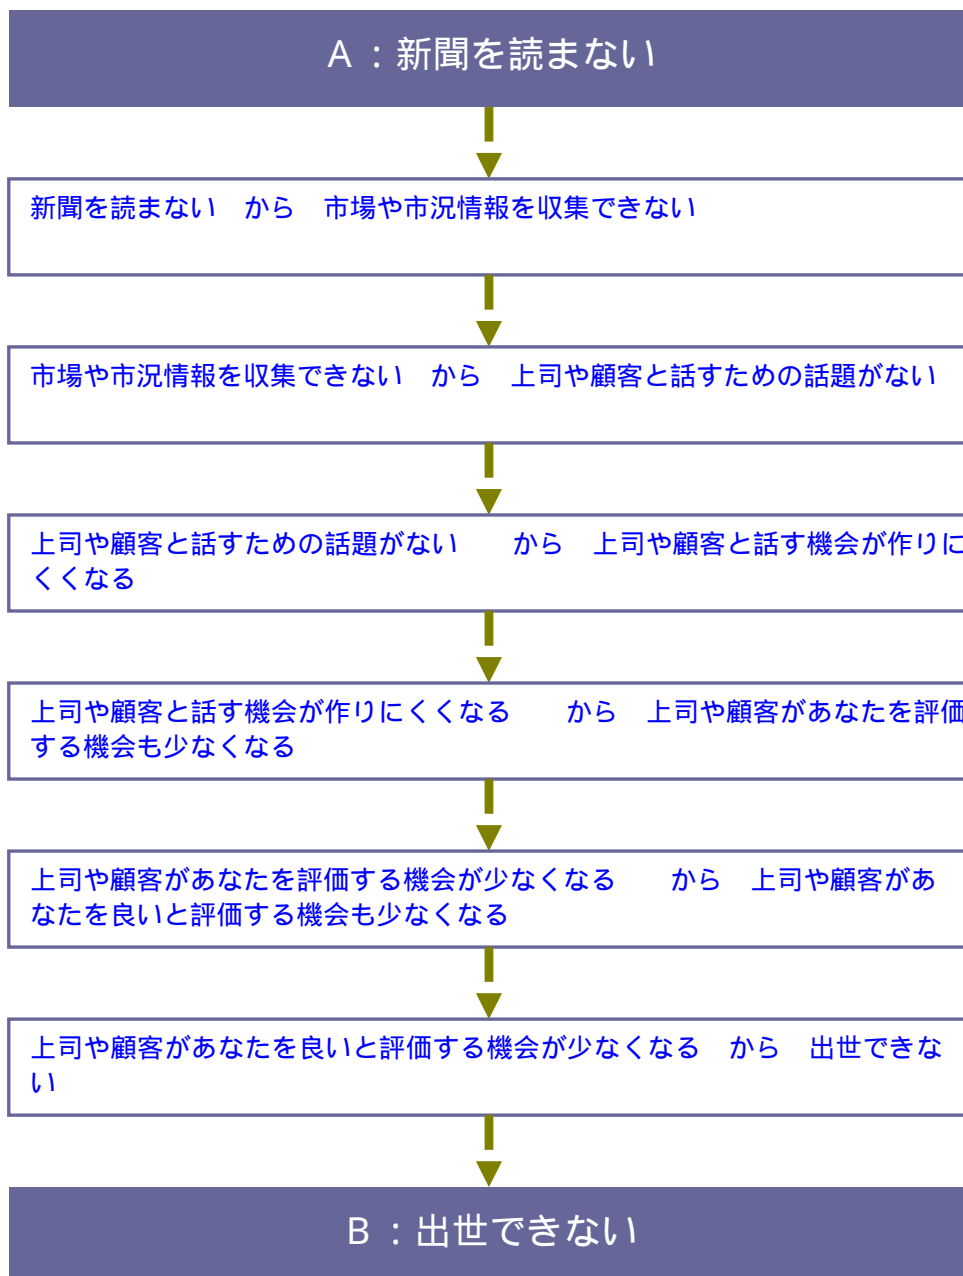 A：新聞を読まない
新聞を読まない　から　市場や市況情報を収集できない
市場や市況情報を収集できない　から　上司や顧客と話すための話題がない
上司や顧客と話すための話題がない　　から　上司や顧客と話す機会が作りに
くくなる
上司や顧客と話す機会が作りにくくなる　　から　上司や顧客があなたを評価
する機会も少なくなる
上司や顧客があなたを評価する機会が少なくなる　　から　上司や顧客があ
なたを良いと評価する機会も少なくなる
上司や顧客があなたを良いと評価する機会が少なくなる　から　出世できな
い
B：出世できない